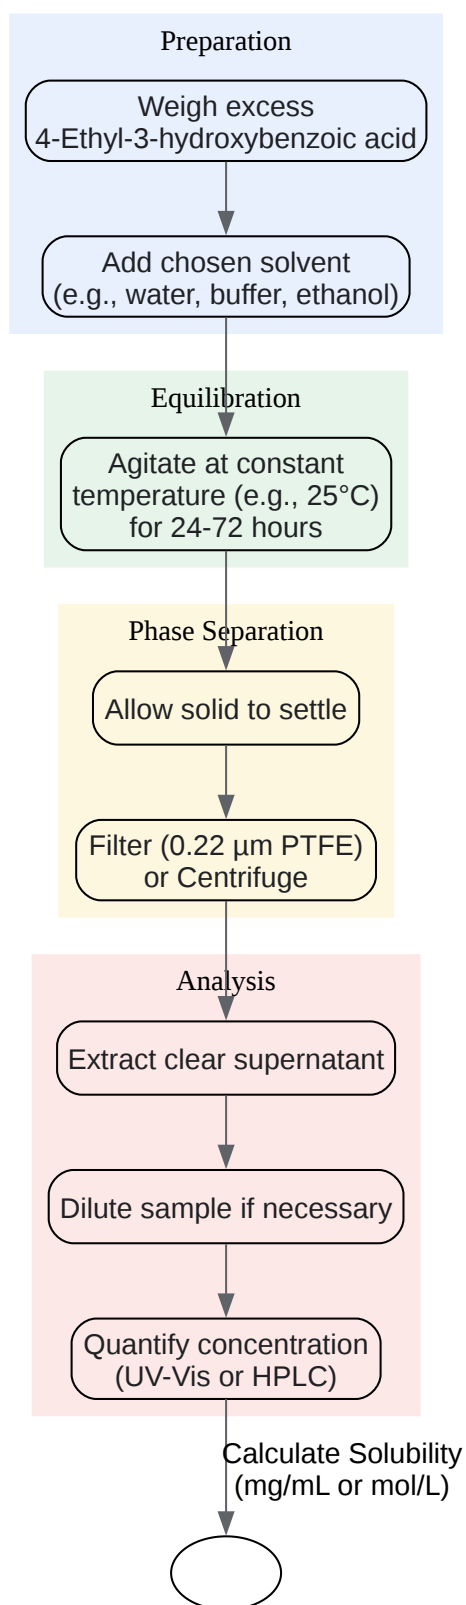 Preparation
Weigh excess
4-Ethyl-3-hydroxybenzoic acid
Add chosen solvent
(e.g., water, buffer, ethanol)
Equilibration
Agitate at constant
temperature (e.g., 25°C)
for 24-72 hours
Phase Separation
Allow solid to settle
Filter (0.22 µm PTFE)
or Centrifuge
Analysis
Extract clear supernatant
Dilute sample if necessary
Quantify concentration
(UV-Vis or HPLC)
Calculate Solubility
(mg/mL or mol/L)